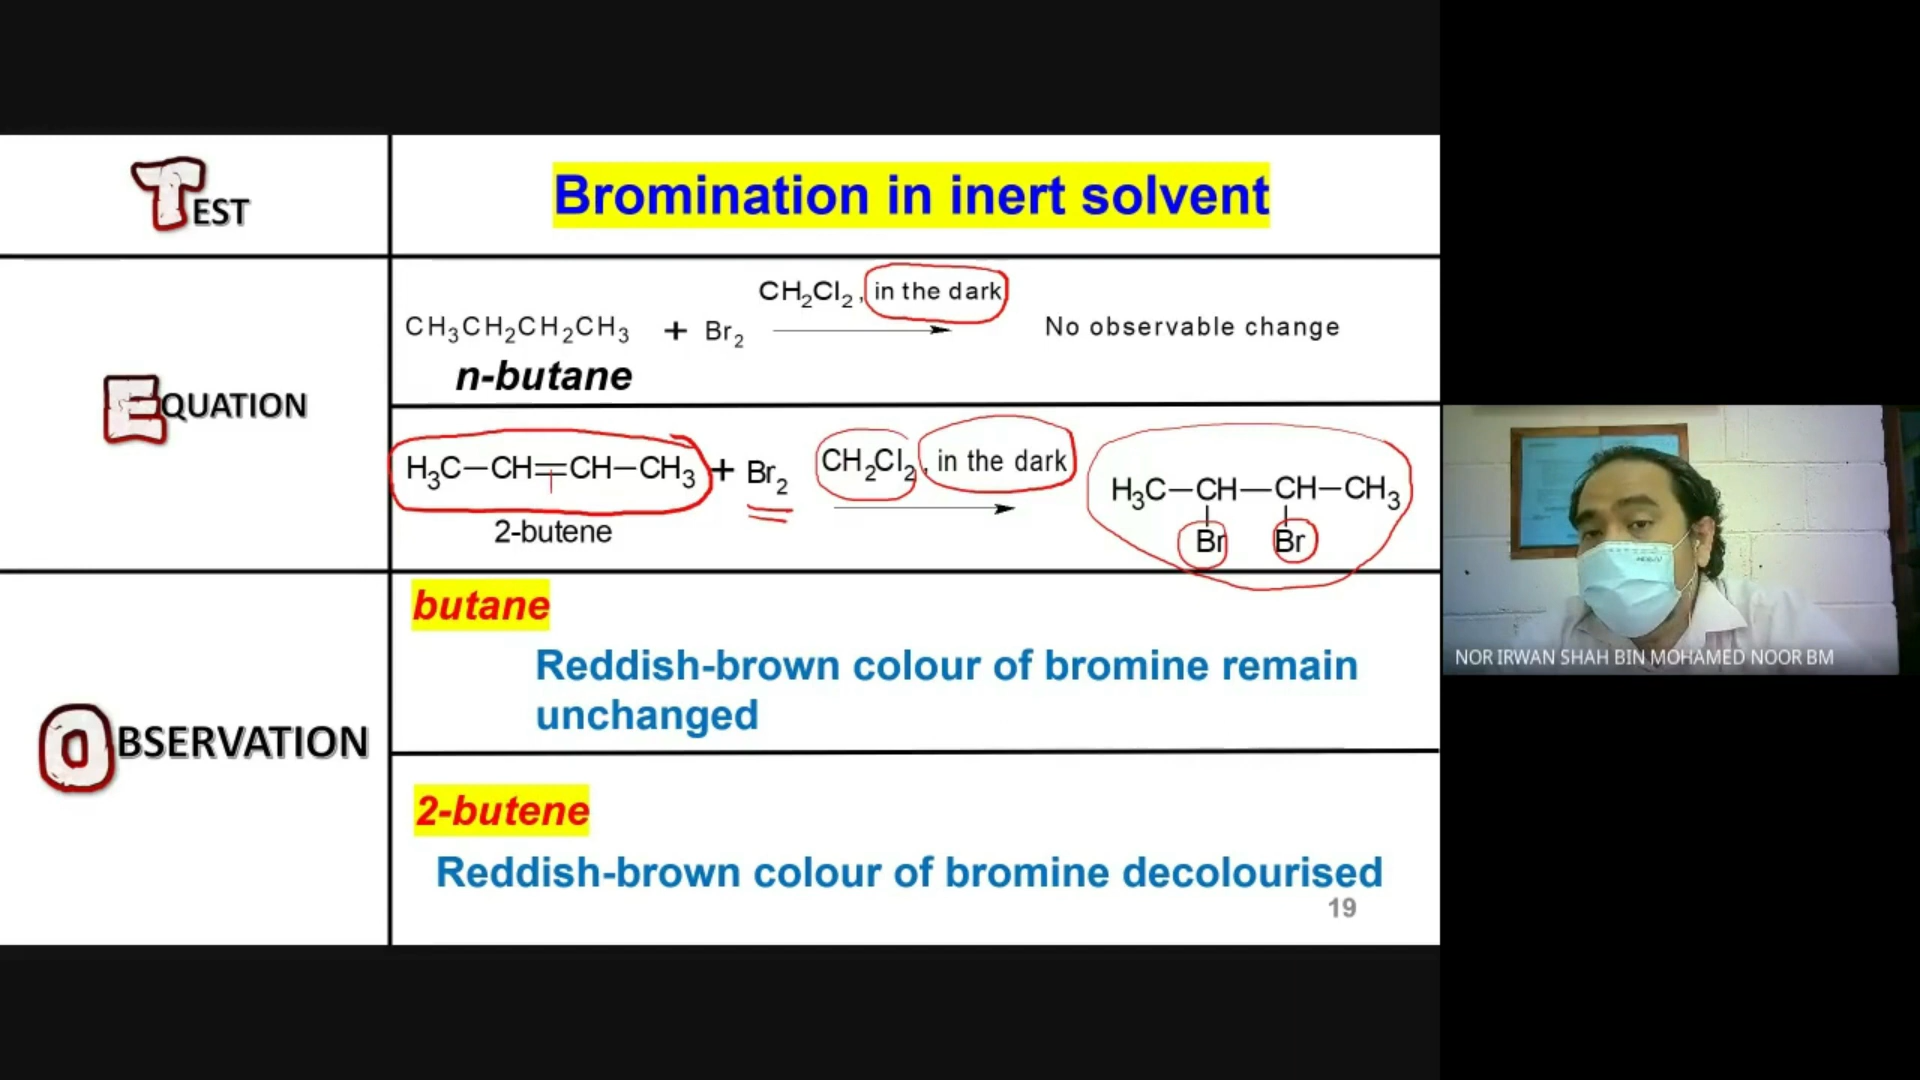 TEST
Bromination in inert solvent
EQUATION
CH₂Cl₂, in the dark
CH₃CH₂CH₂CH₃ + Br₂ No observable change
n-butane
H₃C—CH=CH—CH₃ + Br₂ CH₂Cl₂, in the dark H₃C—CH—CH—CH₃
Br Br
2-butene
OBSERVATION
butane
Reddish-brown colour of bromine remain
unchanged
2-butene
Reddish-brown colour of bromine decolourised
19
NOR IRWAN SHAH BIN MOHAMED NOOR BM